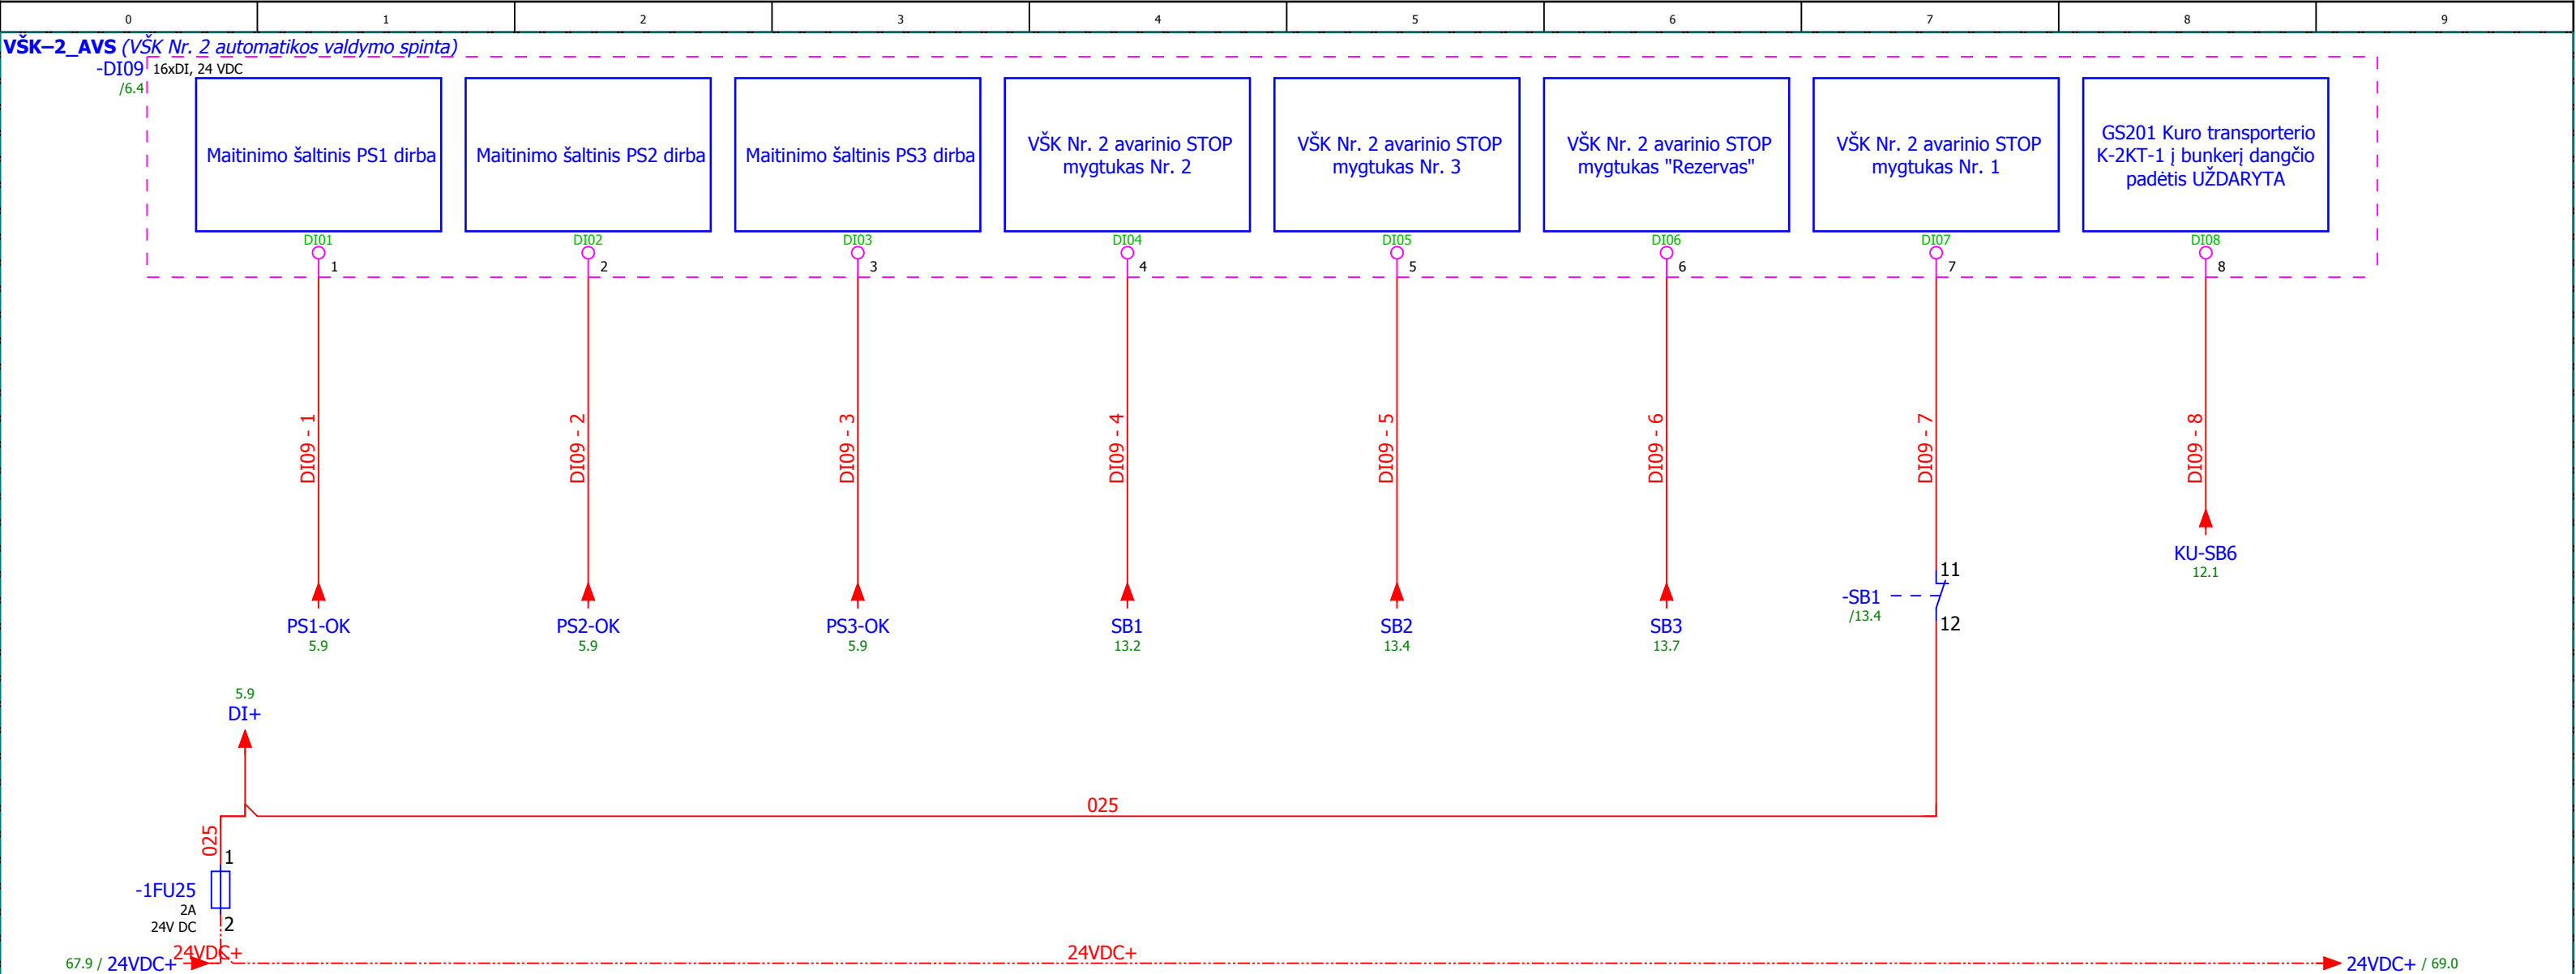 0 1 2 3 4 5 6 7 8 9
VŠK–2_AVS (VŠK Nr. 2 automatikos valdymo spinta)
-DI09 16xDI, 24 VDC
/6.4
Maitinimo šaltinis PS1 dirba
Maitinimo šaltinis PS2 dirba
Maitinimo šaltinis PS3 dirba
VŠK Nr. 2 avarinio STOP
mygtukas Nr. 2
VŠK Nr. 2 avarinio STOP
mygtukas Nr. 3
VŠK Nr. 2 avarinio STOP
mygtukas "Rezervas"
VŠK Nr. 2 avarinio STOP
mygtukas Nr. 1
GS201 Kuro transporterio
K-2KT-1 į bunkerį dangčio
padėtis UŽDARYTA
DI01 DI02 DI03 DI04 DI05 DI06 DI07 DI08
1 2 3 4 5 6 7 8
DI09 - 1
DI09 - 2
DI09 - 3
DI09 - 4
DI09 - 5
DI09 - 6
DI09 - 7
DI09 - 8
KU-SB6
12.1
11
-SB1
/13.4
12
PS1-OK
5.9
PS2-OK
5.9
PS3-OK
5.9
SB1
13.2
SB2
13.4
SB3
13.7
5.9
DI+
025
025
1
-1FU25
2A
24V DC
2
24VDC+
24VDC+
67.9 / 24VDC+
24VDC+ / 69.0